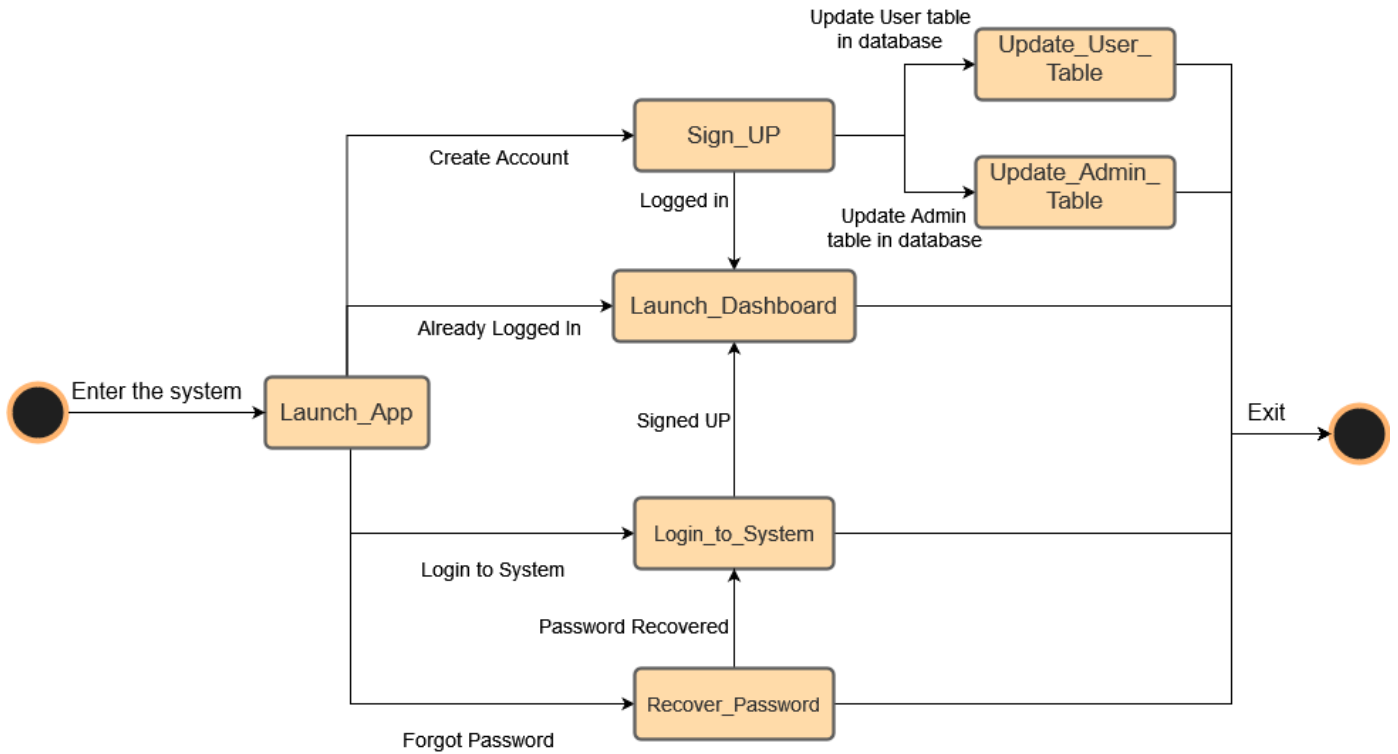 Update User table
in database
Update_User_
Table
Sign_UP
Create Account
Update_Admin_
Table
Logged in
Update Admin
table in database
Launch_Dashboard
Already Logged In
Enter the system
Launch_App
Signed UP
Exit
Login_to_System
Login to System
Password Recovered
Recover_Password
Forgot Password